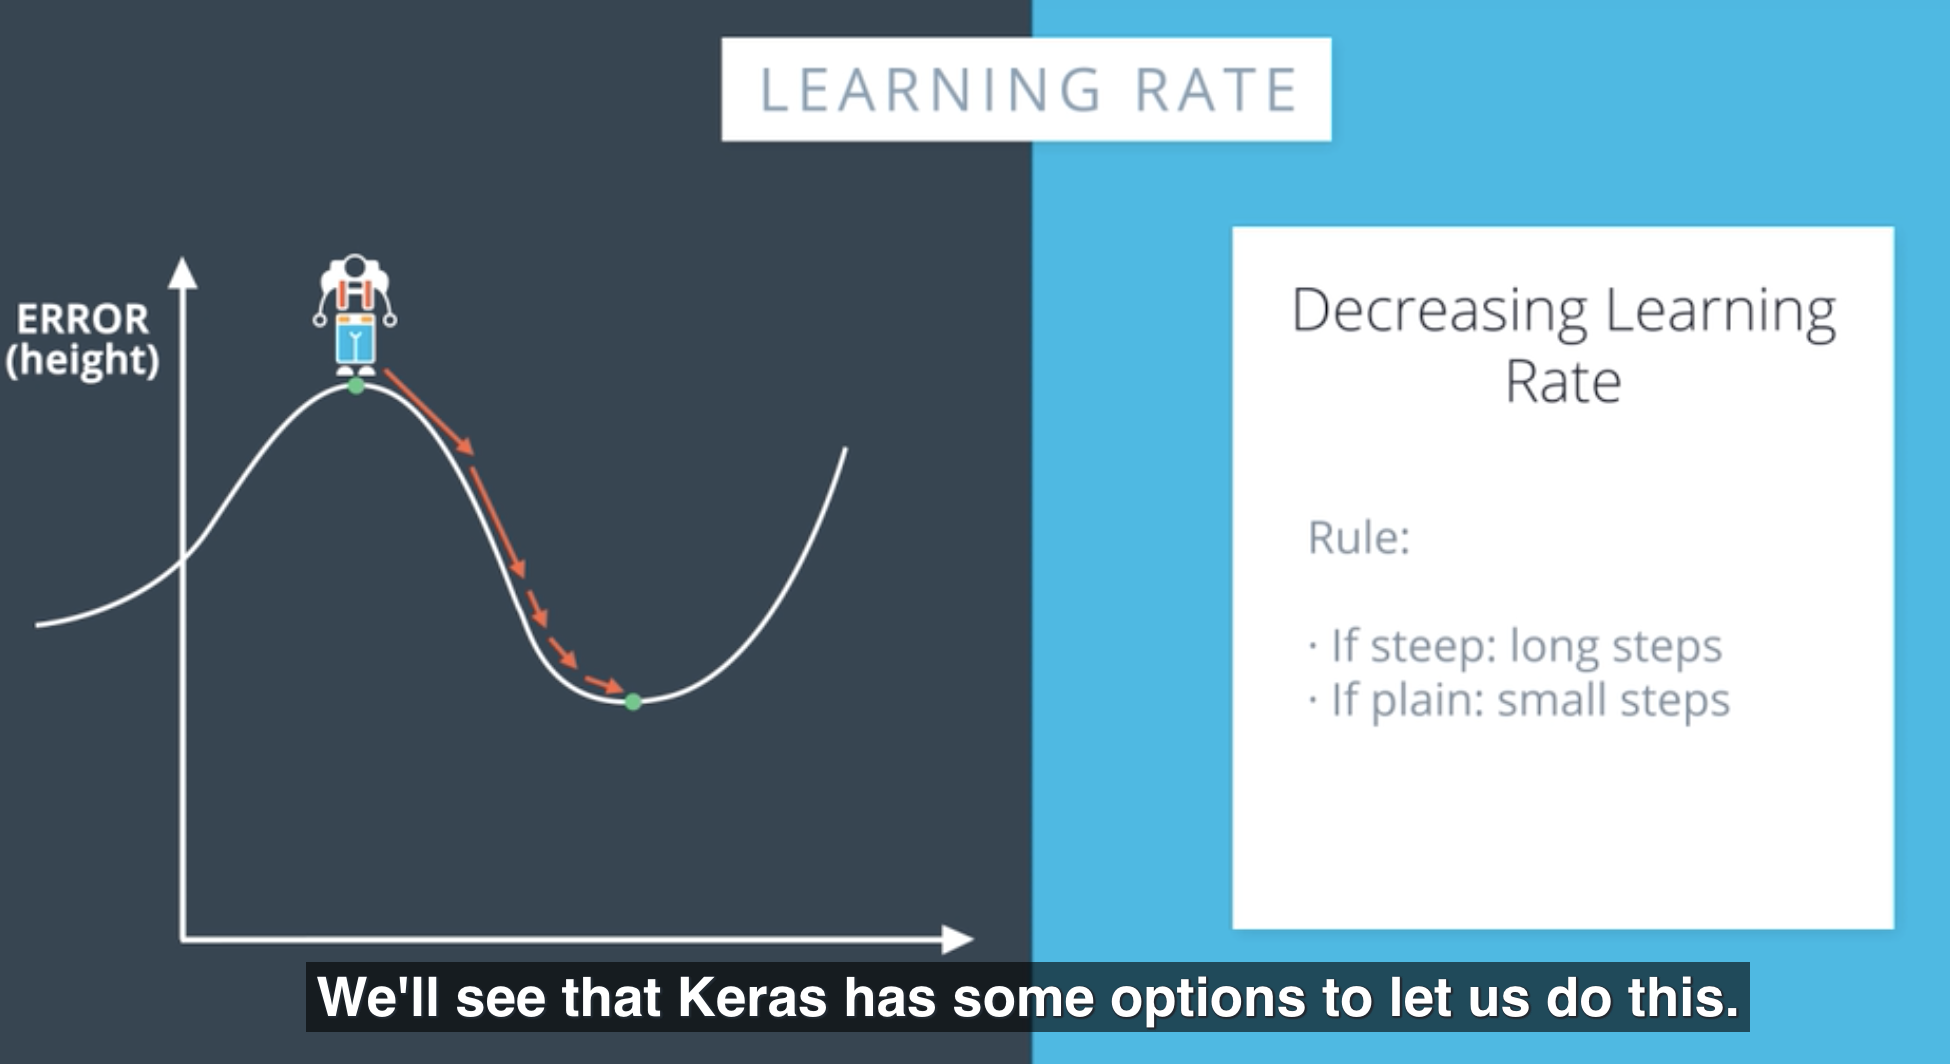 LEARNING RATE
ERROR
(height)
Decreasing Learning
Rate
Rule:
· If steep: long steps
· If plain: small steps
We'll see that Keras has some options to let us do this.